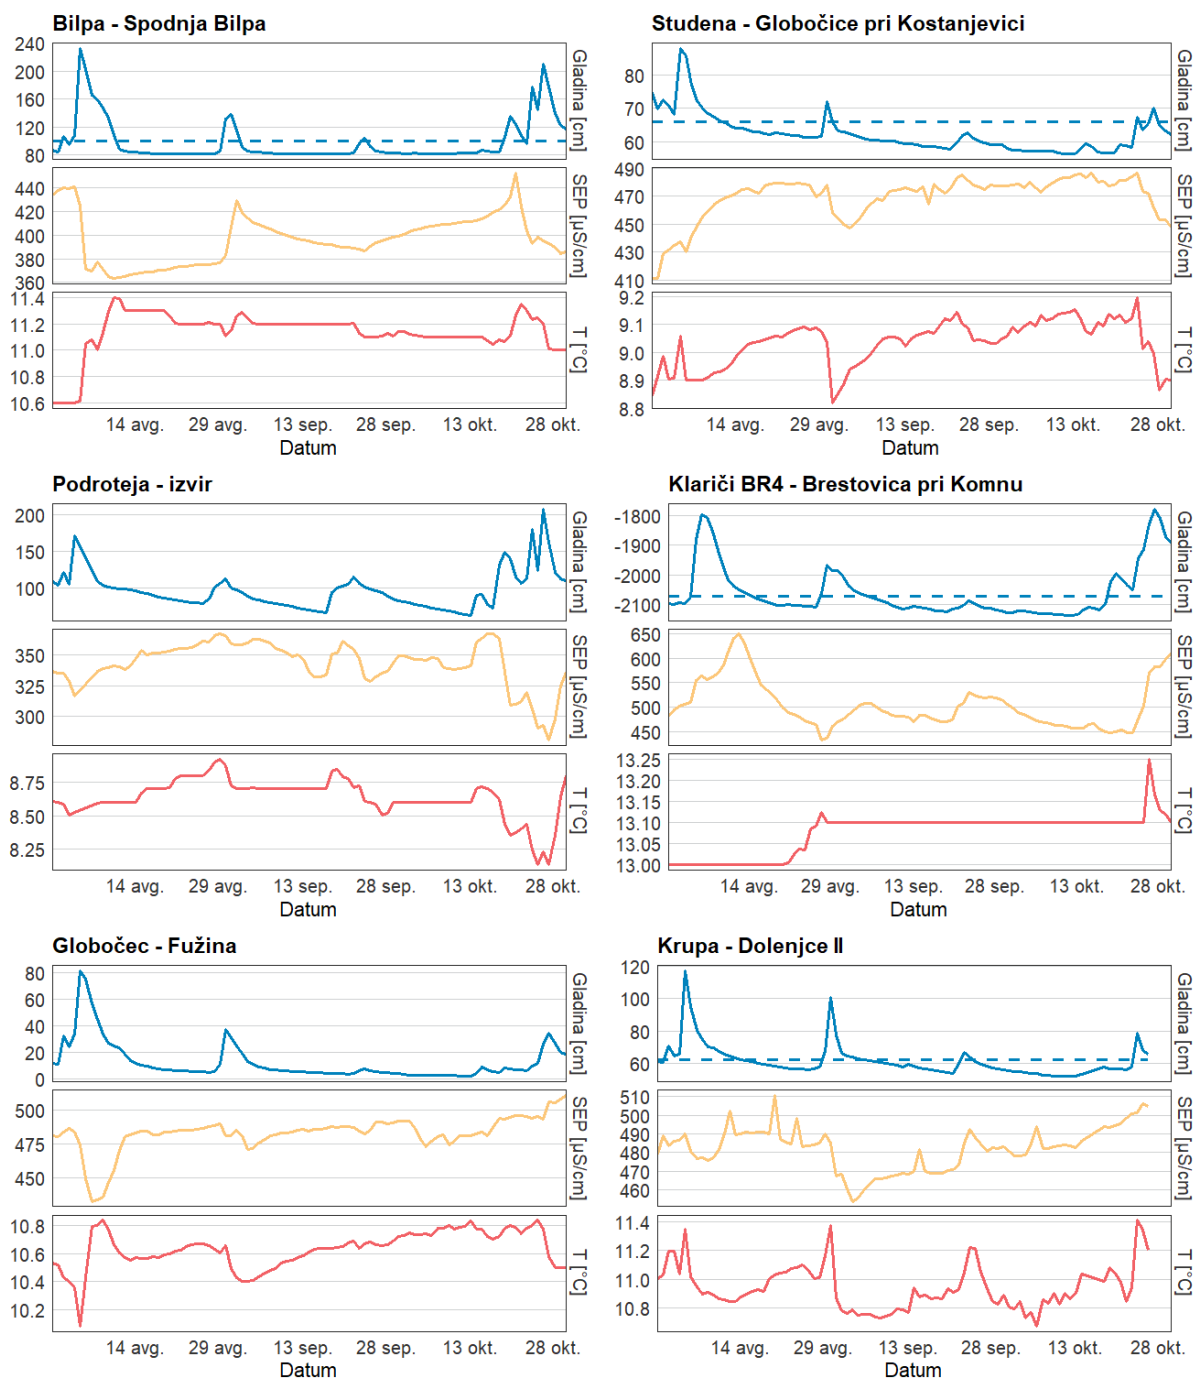 Bilpa - Spodnja Bilpa
240
200
160
120
80
Gladina [cm]
440
420
400
380
360
SEP [µS/cm]
11.4
11.2
11.0
10.8
10.6
T [°C]
14 avg. 29 avg. 13 sep. 28 sep. 13 okt. 28 okt.
Datum
Studena - Globočice pri Kostanjevici
80
70
60
Gladina [cm]
490
470
450
430
410
SEP [µS/cm]
9.2
9.1
9.0
8.9
8.8
T [°C]
14 avg. 29 avg. 13 sep. 28 sep. 13 okt. 28 okt.
Datum
Podroteja - izvir
200
150
100
Gladina [cm]
350
325
300
SEP [µS/cm]
8.75
8.50
8.25
T [°C]
14 avg. 29 avg. 13 sep. 28 sep. 13 okt. 28 okt.
Datum
Klariči BR4 - Brestovica pri Komnu
-1800
-1900
-2000
-2100
Gladina [cm]
650
600
550
500
450
SEP [µS/cm]
13.25
13.20
13.15
13.10
13.05
13.00
T [°C]
14 avg. 29 avg. 13 sep. 28 sep. 13 okt. 28 okt.
Datum
Globočec - Fužina
80
60
40
20
0
Gladina [cm]
500
475
450
SEP [µS/cm]
10.8
10.6
10.4
10.2
T [°C]
14 avg. 29 avg. 13 sep. 28 sep. 13 okt. 28 okt.
Datum
Krupa - Dolenjce II
120
100
80
60
Gladina [cm]
510
500
490
480
470
460
SEP [µS/cm]
11.4
11.2
11.0
10.8
T [°C]
14 avg. 29 avg. 13 sep. 28 sep. 13 okt. 28 okt.
Datum